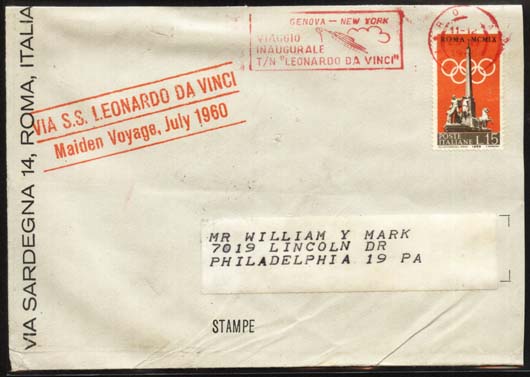 VIA SARDEGNA 14, ROMA, ITALIA
GENOVA – NEW YORK
VIAGGIO
INAUGURALE
T/N "LEONARDO DA VINCI"
ROMA MCMLX
POSTE
ITALIANE L.15
VIA S.S. LEONARDO DA VINCI
Maiden Voyage, July 1960
MR WILLIAM Y MARK
7019 LINCOLN DR
PHILADELPHIA 19 PA
STAMPE